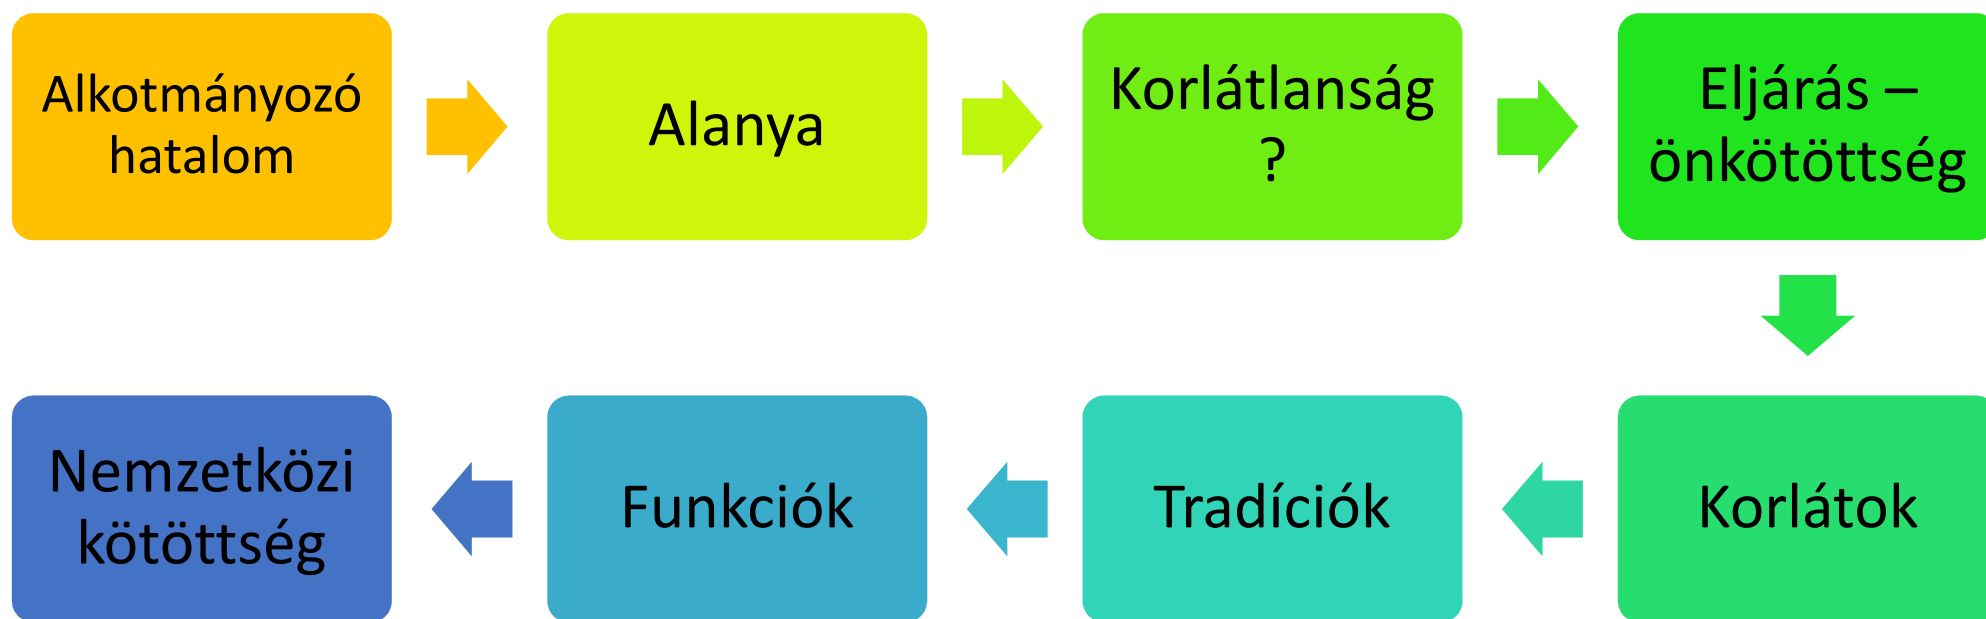 Alkotmányozó
hatalom
Alanya
Korlátlanság
?
Eljárás –
önkötöttség
Korlátok
Tradíciók
Funkciók
Nemzetközi
kötöttség